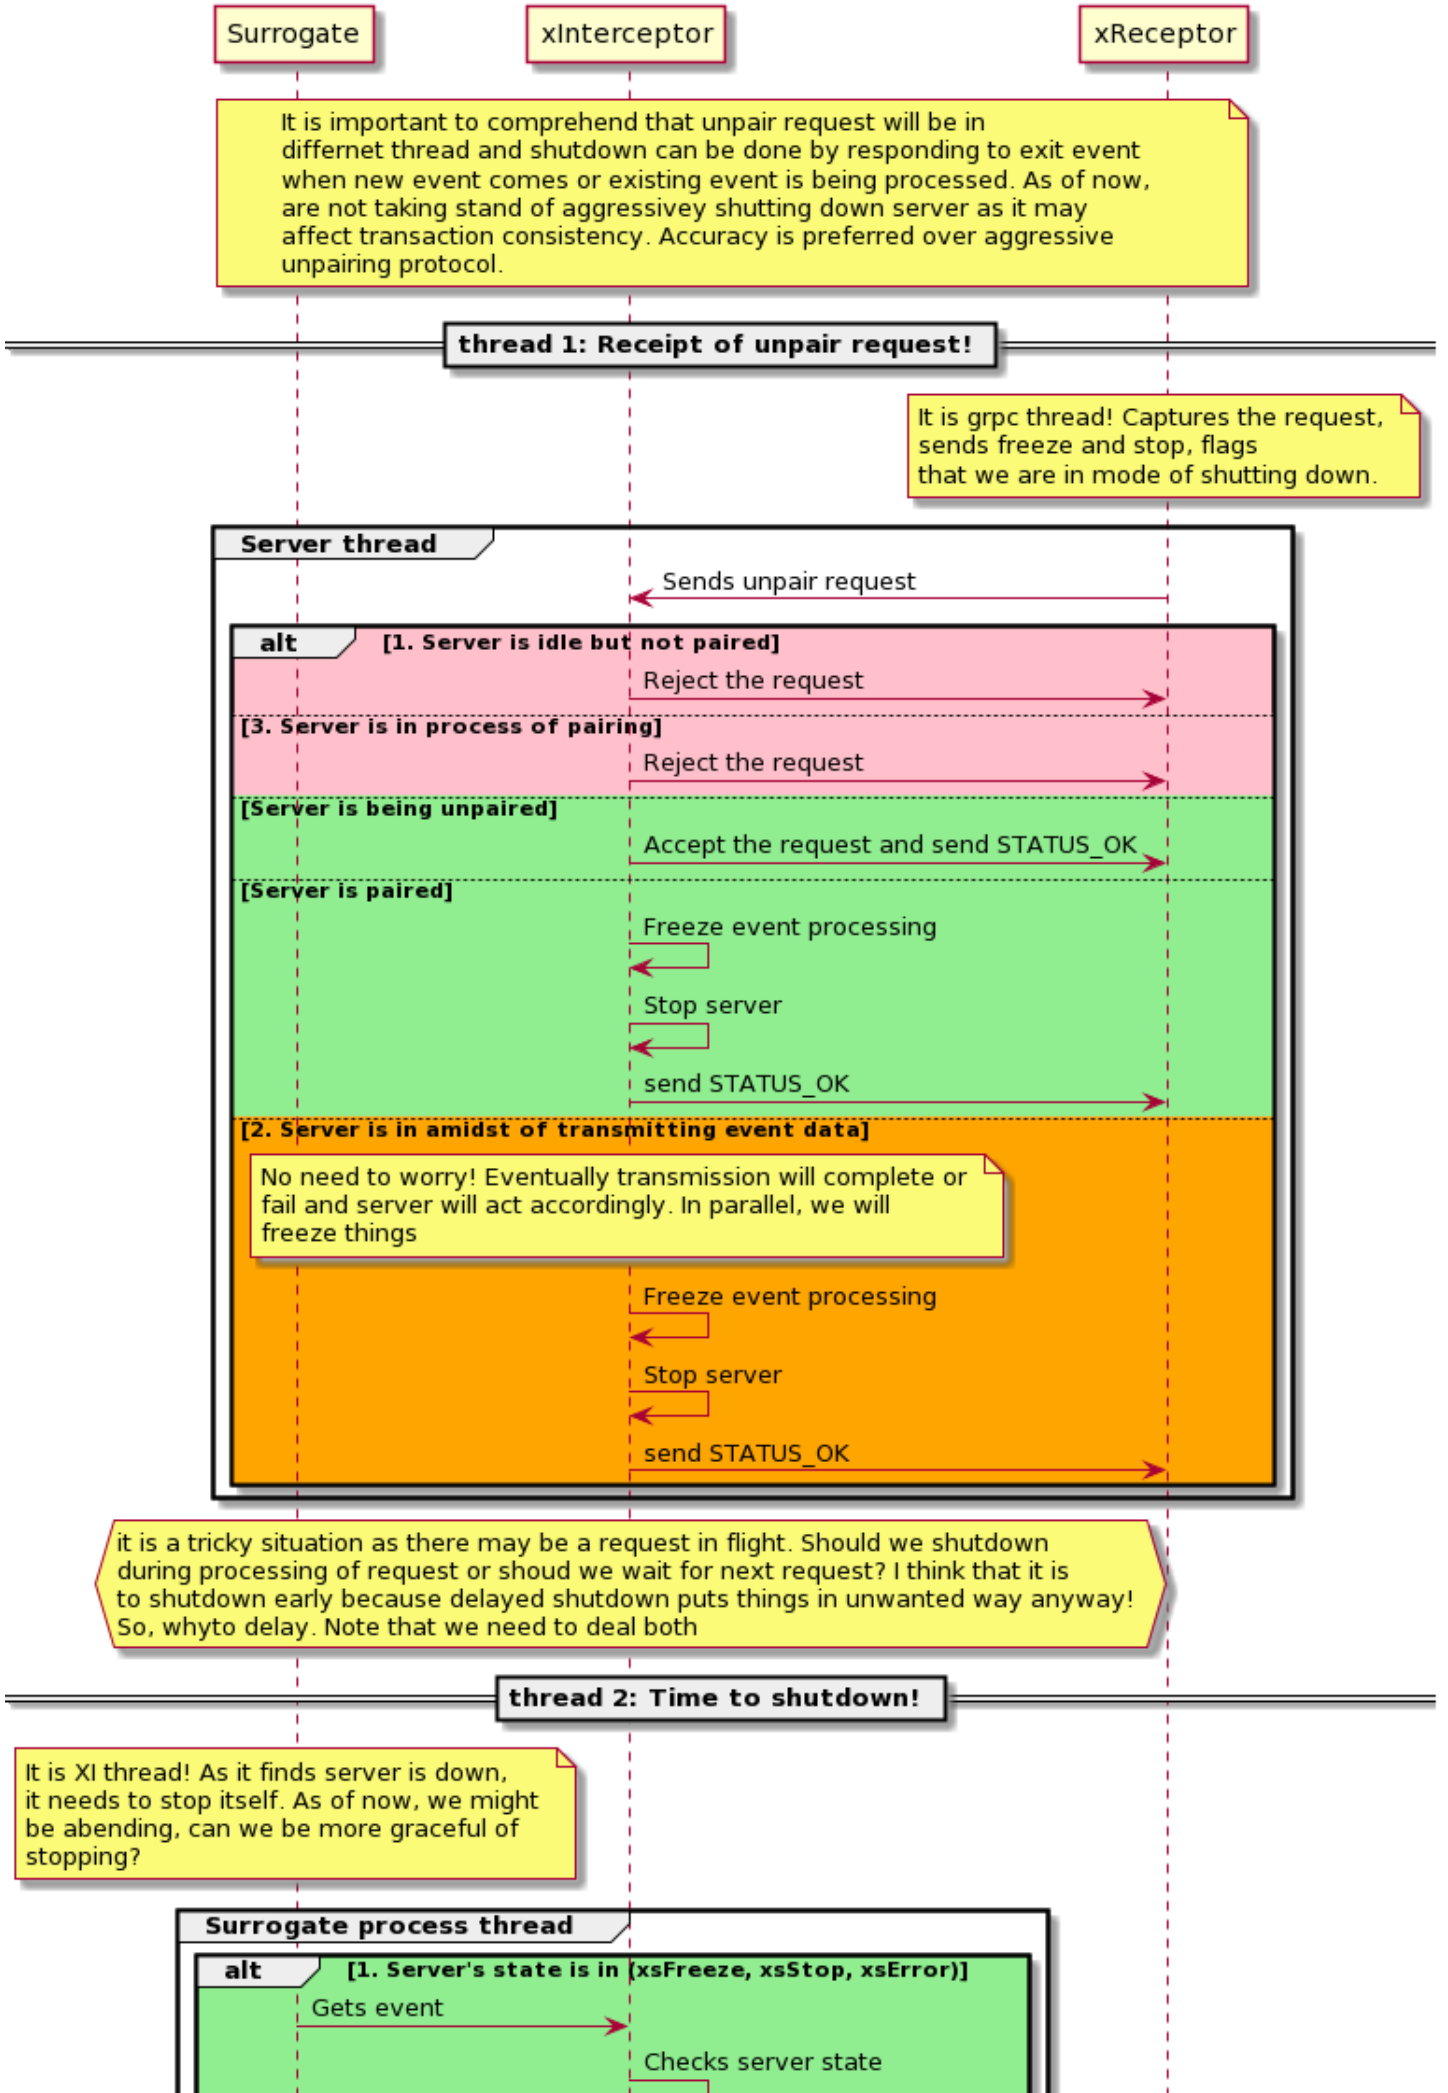 Surrogate
xInterceptor
xReceptor
It is important to comprehend that unpair request will be in
differnet thread and shutdown can be done by responding to exit event
when new event comes or existing event is being processed. As of now,
are not taking stand of aggressivey shutting down server as it may
affect transaction consistency. Accuracy is preferred over aggressive
unpairing protocol.
thread 1: Receipt of unpair request!
It is grpc thread! Captures the request,
sends freeze and stop, flags
that we are in mode of shutting down.
Server thread
Sends unpair request
alt
[1. Server is idle but not paired]
Reject the request
[3. Server is in process of pairing]
Reject the request
[Server is being unpaired]
Accept the request and send STATUS_OK
[Server is paired]
Freeze event processing
Stop server
send STATUS_OK
[2. Server is in amidst of transmitting event data]
No need to worry! Eventually transmission will complete or
fail and server will act accordingly. In parallel, we will
freeze things
Freeze event processing
Stop server
send STATUS_OK
it is a tricky situation as there may be a request in flight. Should we shutdown
during processing of request or shoud we wait for next request? I think that it is
to shutdown early because delayed shutdown puts things in unwanted way anyway!
So, whyto delay. Note that we need to deal both
thread 2: Time to shutdown!
It is XI thread! As it finds server is down,
it needs to stop itself. As of now, we might
be abending, can we be more graceful of
stopping?
Surrogate process thread
alt
[1. Server's state is in (xsFreeze, xsStop, xsError)]
Gets event
Checks server state